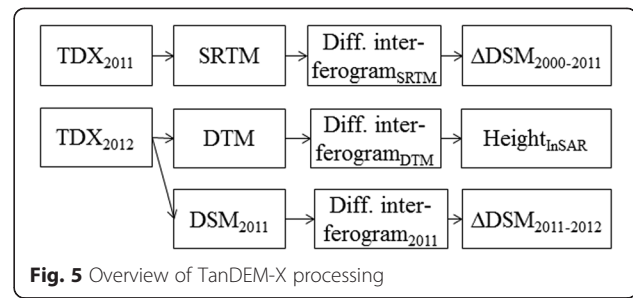 TDX2011
SRTM
Diff. inter-
ferogramSRTM
ΔDSM2000-2011
TDX2012
DTM
Diff. inter-
ferogramDTM
HeightInSAR
DSM2011
Diff. inter-
ferogram2011
ΔDSM2011-2012
Fig. 5 Overview of TanDEM-X processing